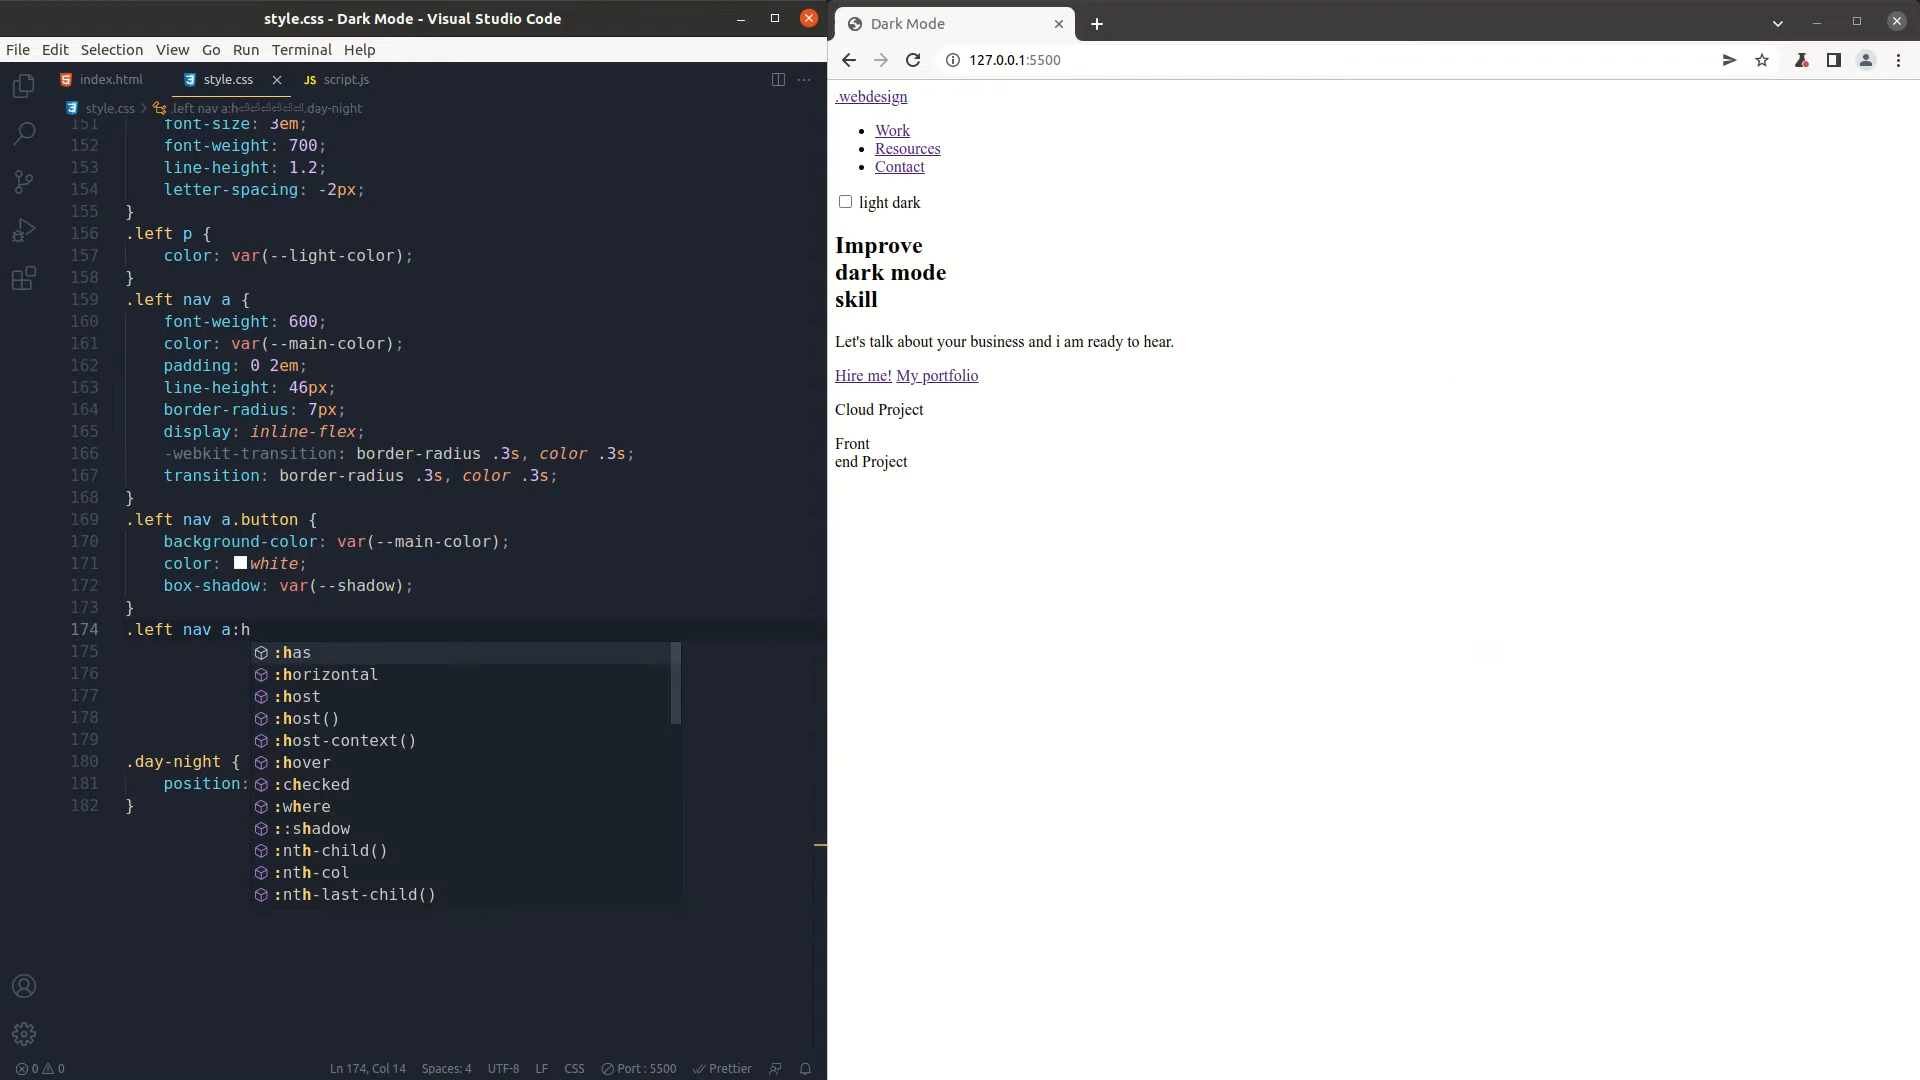 style.css - Dark Mode - Visual Studio Code
File Edit Selection View Go Run Terminal Help
index.html style.css JS script.js
style.css > .left nav a:h⏎⏎⏎⏎⏎⏎.day-night
151 font-size: 3em;
152 font-weight: 700;
153 line-height: 1.2;
154 letter-spacing: -2px;
155 }
156 .left p {
157 color: var(--light-color);
158 }
159 .left nav a {
160 font-weight: 600;
161 color: var(--main-color);
162 padding: 0 2em;
163 line-height: 46px;
164 border-radius: 7px;
165 display: inline-flex;
166 -webkit-transition: border-radius .3s, color .3s;
167 transition: border-radius .3s, color .3s;
168 }
169 .left nav a.button {
170 background-color: var(--main-color);
171 color: white;
172 box-shadow: var(--shadow);
173 }
174 .left nav a:h
175
176
177
178
179
180 .day-night {
181 position:
182 }
:has
:horizontal
:host
:host()
:host-context()
:hover
:checked
:where
::shadow
:nth-child()
:nth-col
:nth-last-child()
0 0 Ln 174, Col 14 Spaces: 4 UTF-8 LF CSS Port : 5500 Prettier
Dark Mode
127.0.0.1:5500
.webdesign
Work
Resources
Contact
light dark
Improve
dark mode
skill
Let's talk about your business and i am ready to hear.
Hire me! My portfolio
Cloud Project
Front
end Project